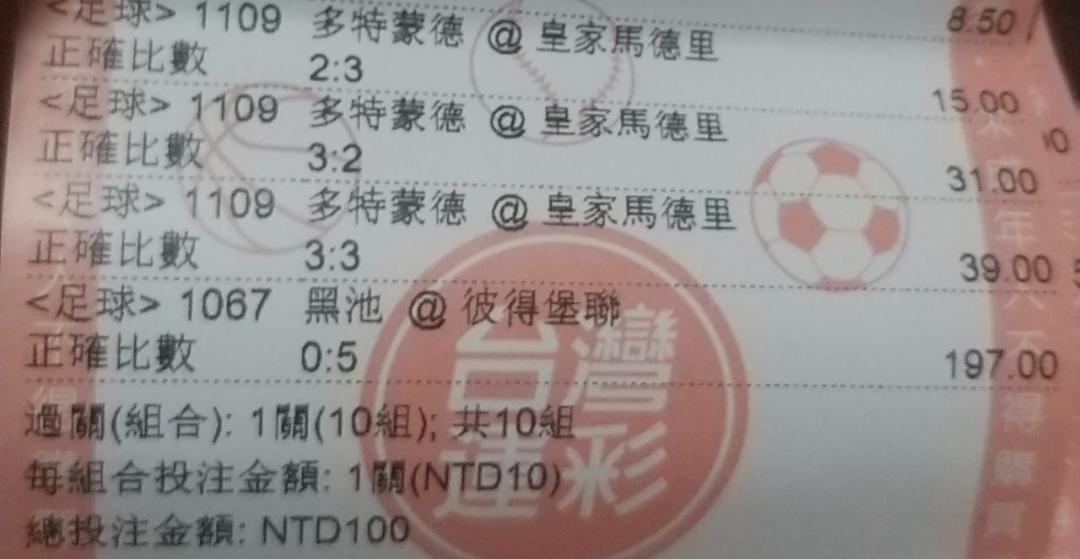 <足球> 1109 多特蒙德 @ 皇家馬德里 8.50
正確比數 2:3
<足球> 1109 多特蒙德 @ 皇家馬德里 15.00
正確比數 3:2
31.00
<足球> 1109 多特蒙德 @ 皇家馬德里
正確比數 3:3
39.00
<足球> 1067 黑池 @ 彼得堡聯
正確比數 0:5
197.00
過關(組合): 1關(10組); 共10組
每組合投注金額: 1關(NTD10)
總投注金額: NTD100
台灣
運彩